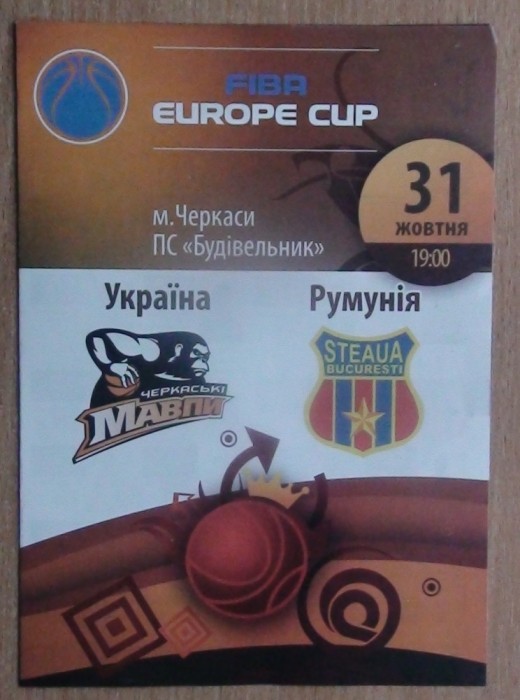 FIBA
EUROPE CUP
31
ЖОВТНЯ
19:00
м.Черкаси
ПС «Будівельник»
Україна
Румунія
ЧЕРКАСЬКІ
МАВПИ
STEAUA
BUCURESTI